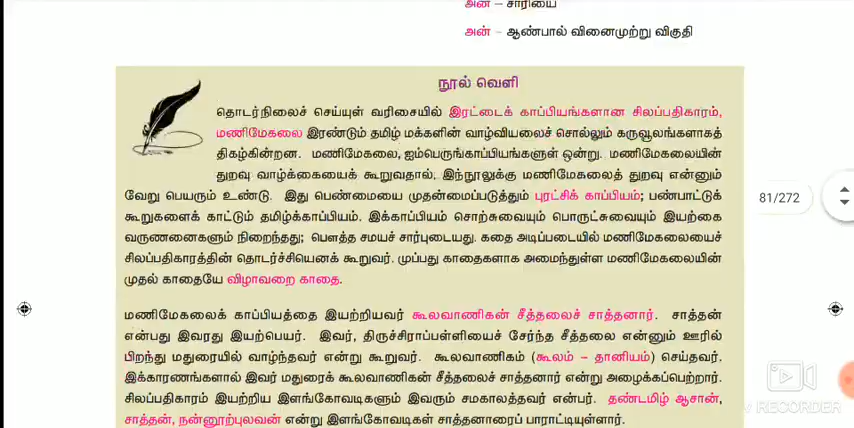 அன் – சாரியை
அன் – ஆண்பால் வினைமுற்று விகுதி
நூல் வெளி
தொடர்நிலைச் செய்யுள் வரிசையில் இரட்டைக் காப்பியங்களான சிலப்பதிகாரம்,
மணிமேகலை இரண்டும் தமிழ் மக்களின் வாழ்வியலைச் சொல்லும் கருவூலங்களாகத்
திகழ்கின்றன. மணிமேகலை, ஐம்பெருங்காப்பியங்களுள் ஒன்று. மணிமேகலையின்
துறவு வாழ்க்கையைக் கூறுவதால், இந்நூலுக்கு மணிமேகலைத் துறவு என்னும்
வேறு பெயரும் உண்டு. இது பெண்மையை முதன்மைப்படுத்தும் புரட்சிக் காப்பியம்; பண்பாட்டுக்
கூறுகளைக் காட்டும் தமிழ்க்காப்பியம். இக்காப்பியம் சொற்சுவையும் பொருட்சுவையும் இயற்கை
வருணனைகளும் நிறைந்தது; பௌத்த சமயச் சார்புடையது. கதை அடிப்படையில் மணிமேகலையைச்
சிலப்பதிகாரத்தின் தொடர்ச்சியெனக் கூறுவர். முப்பது காதைகளாக அமைந்துள்ள மணிமேகலையின்
முதல் காதையே விழாவறை காதை.
மணிமேகலைக் காப்பியத்தை இயற்றியவர் கூலவாணிகன் சீத்தலைச் சாத்தனார். சாத்தன்
என்பது இவரது இயற்பெயர். இவர், திருச்சிராப்பள்ளியைச் சேர்ந்த சீத்தலை என்னும் ஊரில்
பிறந்து மதுரையில் வாழ்ந்தவர் என்று கூறுவர். கூலவாணிகம் (கூலம் – தானியம்) செய்தவர்.
இக்காரணங்களால் இவர் மதுரைக் கூலவாணிகன் சீத்தலைச் சாத்தனார் என்று அழைக்கப்பெற்றார்.
சிலப்பதிகாரம் இயற்றிய இளங்கோவடிகளும் இவரும் சமகாலத்தவர் என்பர். தண்டமிழ் ஆசான்,
சாத்தன், நன்னூற்புலவன் என்று இளங்கோவடிகள் சாத்தனாரைப் பாராட்டியுள்ளார்.
81/272
RECORDER